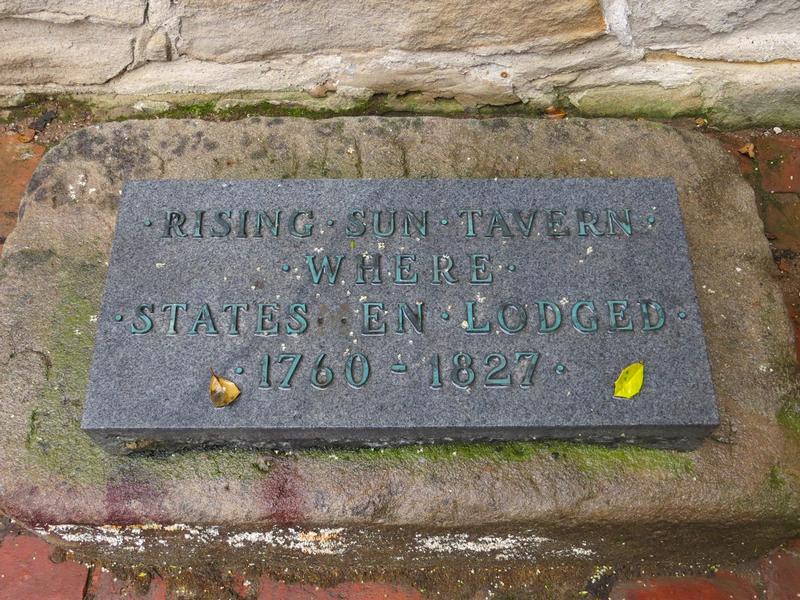 ·RISING·SUN·TAVERN·
·WHERE·
·STATES EN·LODGED·
·1760-1827·